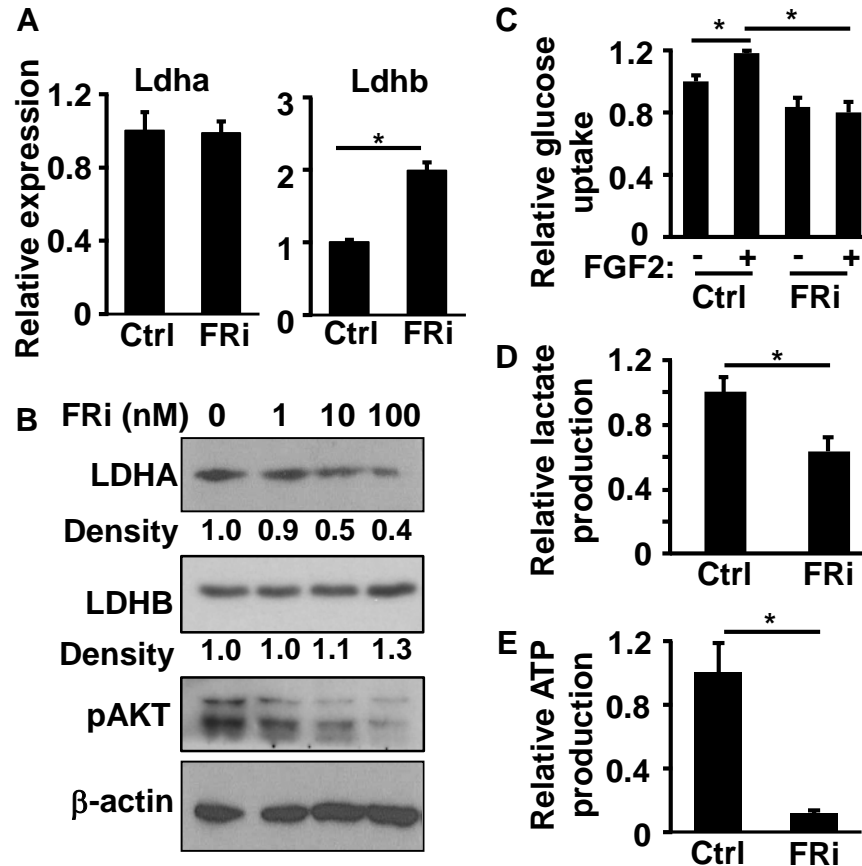 A
Relative expression
Ldha
1.2
0.8
0.4
0
Ctrl FRi
Ldhb
3
2
1
0
*
Ctrl FRi
B FRi (nM) 0 1 10 100
LDHA
Density 1.0 0.9 0.5 0.4
LDHB
Density 1.0 1.0 1.1 1.3
pAKT
β-actin
C
Relative glucose
uptake
1.2
0.8
0.4
0
* *
FGF2: - + - +
Ctrl FRi
D
Relative lactate
production
1.2
0.8
0.4
0
*
Ctrl FRi
E
Relative ATP
production
1.2
0.8
0.4
0
*
Ctrl FRi